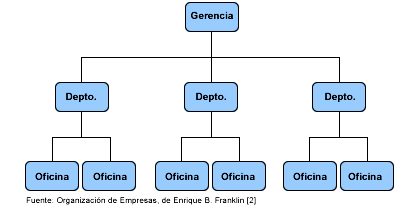 Gerencia
Depto. Depto. Depto.
Oficina Oficina Oficina Oficina Oficina Oficina
Fuente: Organización de Empresas, de Enrique B. Franklin [2]